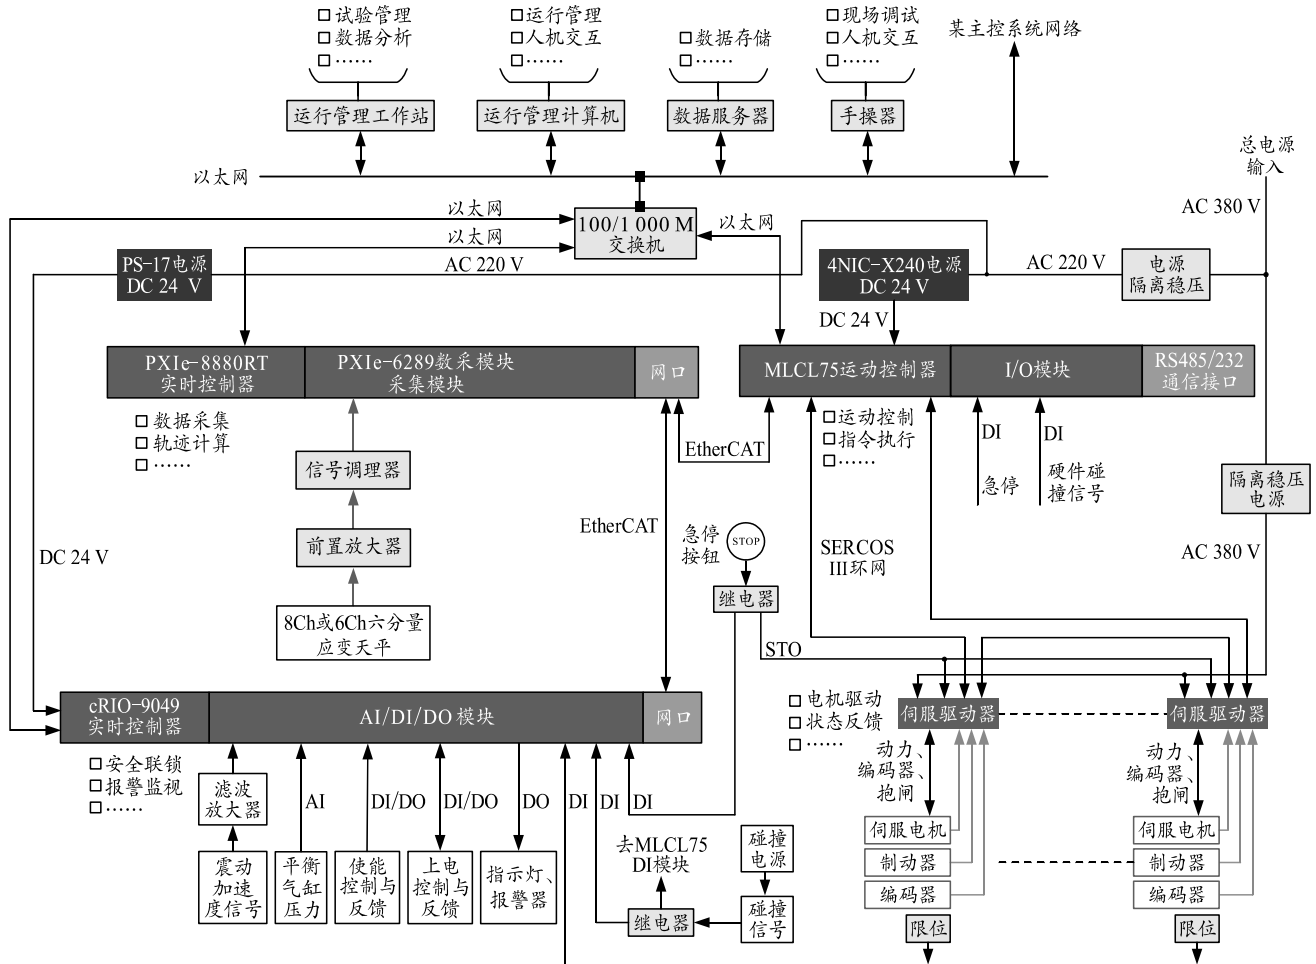 试验管理
数据分析
……
运行管理
人机交互
……
数据存储
……
现场调试
人机交互
……
某主控系统网络
运行管理工作站
运行管理计算机
数据服务器
手操器
总电源
输入
以太网
AC 380 V
以太网
100/1 000 M
交换机
以太网
以太网
PS-17电源
DC 24 V
AC 220 V
4NIC-X240电源
DC 24 V
AC 220 V
电源
隔离稳压
DC 24 V
PXIe-8880RT
实时控制器
PXIe-6289数采模块
采集模块
网口
MLCL75运动控制器
I/O模块
RS485/232
通信接口
数据采集
轨迹计算
……
运动控制
指令执行
……
DI
DI
EtherCAT
信号调理器
急停
硬件碰
撞信号
隔离稳压
电源
EtherCAT
前置放大器
急停
按钮
STOP
SERCOS
III环网
AC 380 V
DC 24 V
继电器
8Ch或6Ch六分量
应变天平
STO
cRIO-9049
实时控制器
AI/DI/DO模块
网口
电机驱动
状态反馈
……
伺服驱动器
伺服驱动器
安全联锁
报警监视
……
滤波
放大器
AI
DI/DO
DI/DO
DO
DI
DI
DI
动力、
编码器、
抱闸
动力、
编码器、
抱闸
震动
加速
度信号
平衡
气缸
压力
使能
控制与
反馈
上电
控制与
反馈
指示灯、
报警器
去MLCL75
DI模块
碰撞
电源
继电器
碰撞
信号
伺服电机
制动器
编码器
限位
伺服电机
制动器
编码器
限位